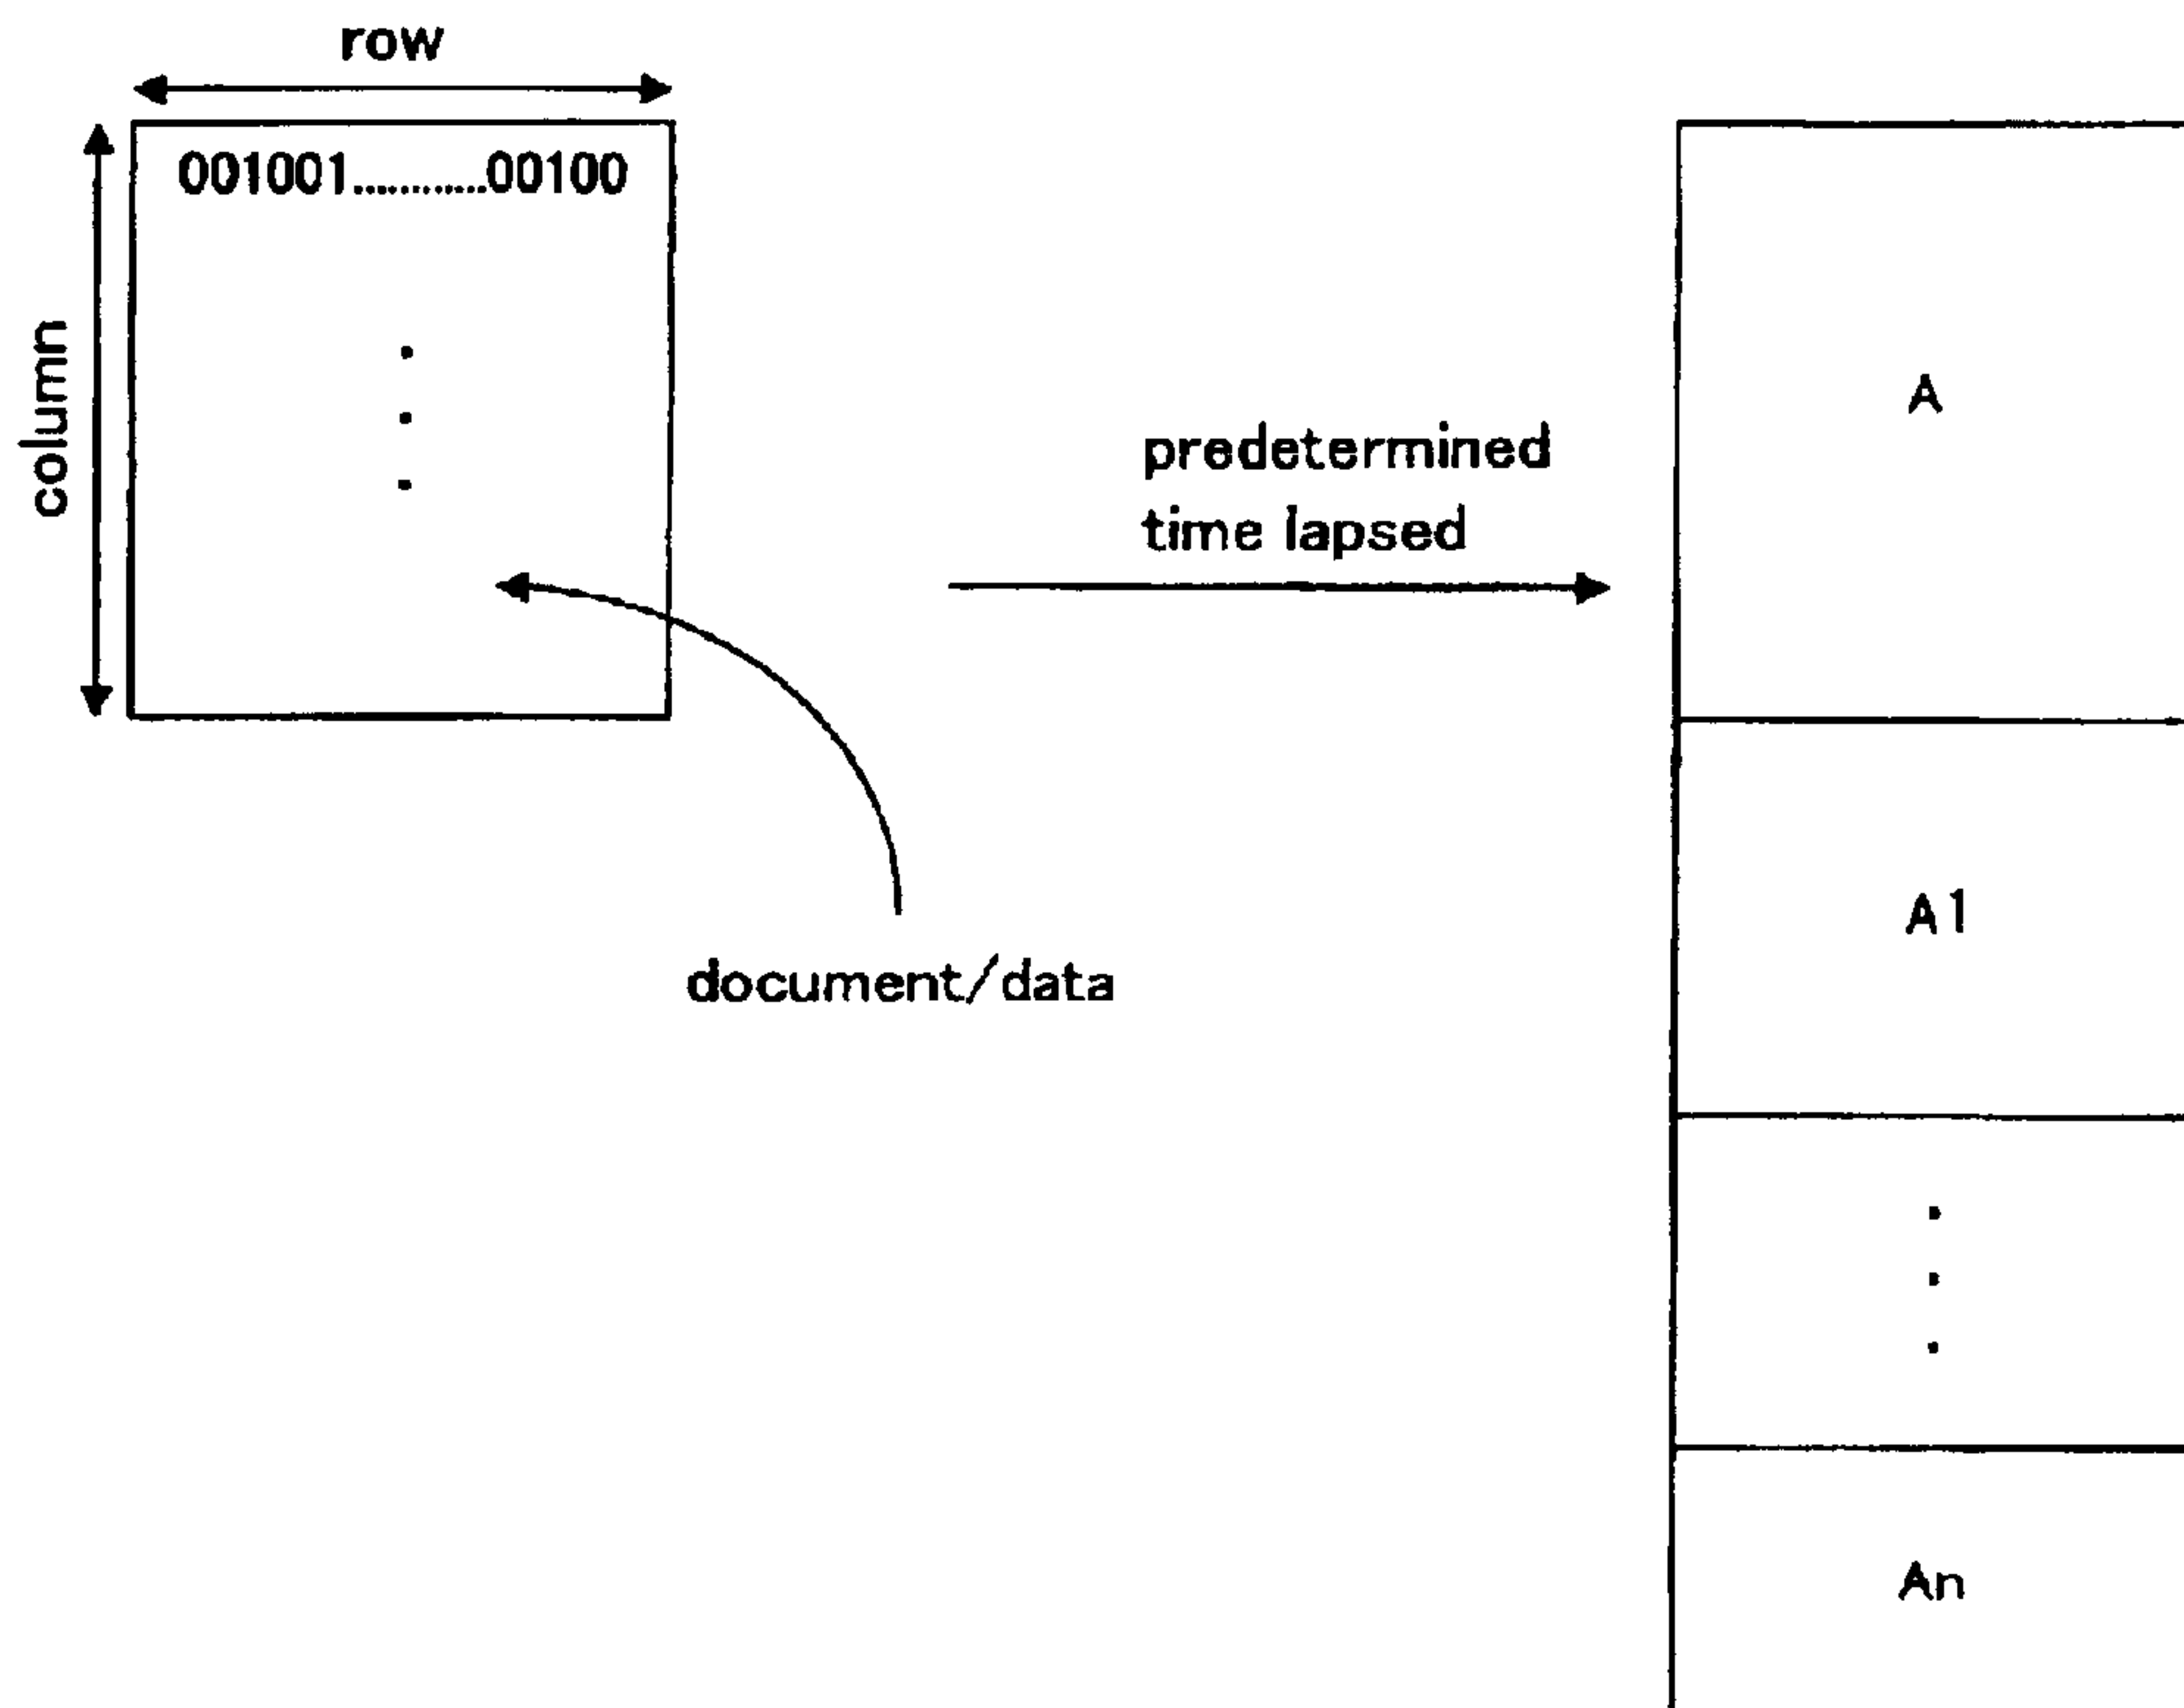 row
column
001001............00100
document/data
predetermined
time lapsed
A
A1
An